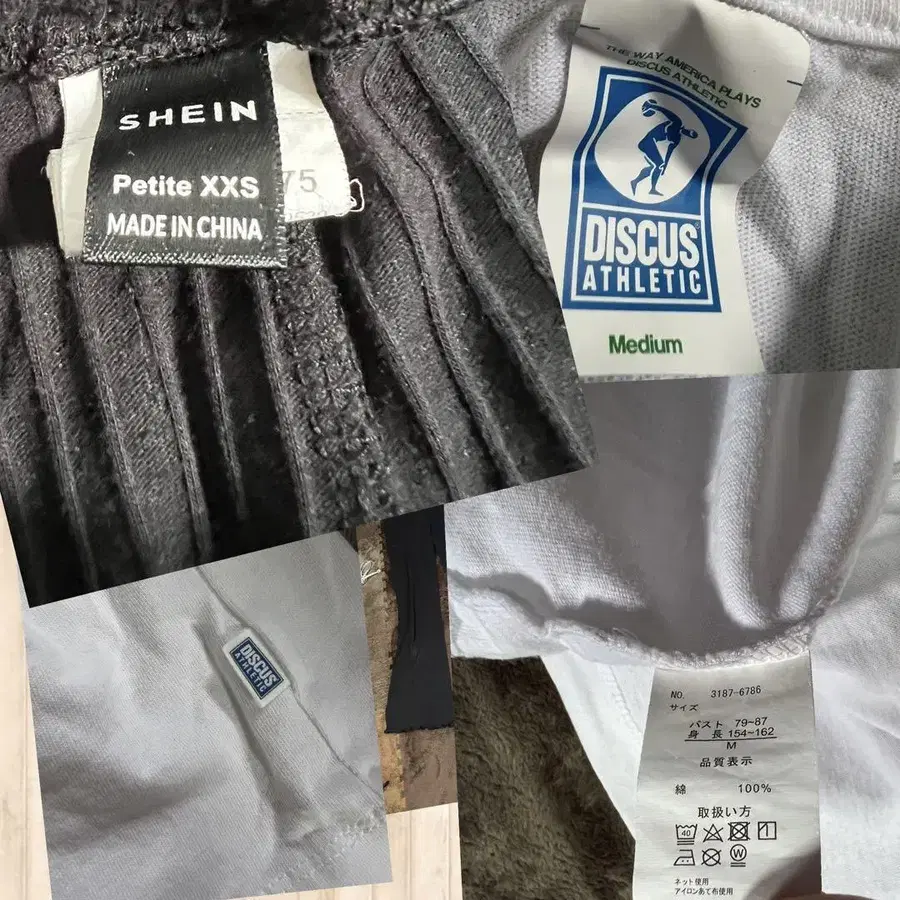 SHEIN
Petite XXS
MADE IN CHINA
75
THE WAY AMERICA PLAYS
DISCUS ATHLETIC
DISCUS
ATHLETIC
Medium
DISCUS
ATHLETIC
NO. 3187-6786
サイズ
バスト 79~87
身長 154~162
M
品質表示
綿 100%
取扱い方
40
W
ネット使用
アイロンあて布使用